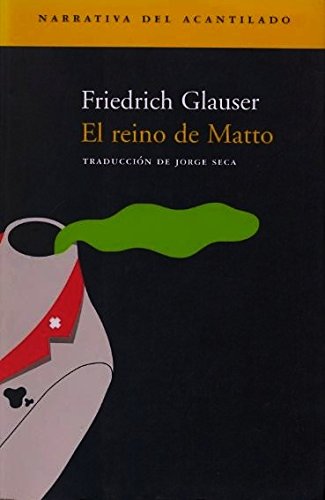 NARRATIVA DEL ACANTILADO
Friedrich Glauser
El reino de Matto
TRADUCCIÓN DE JORGE SECA